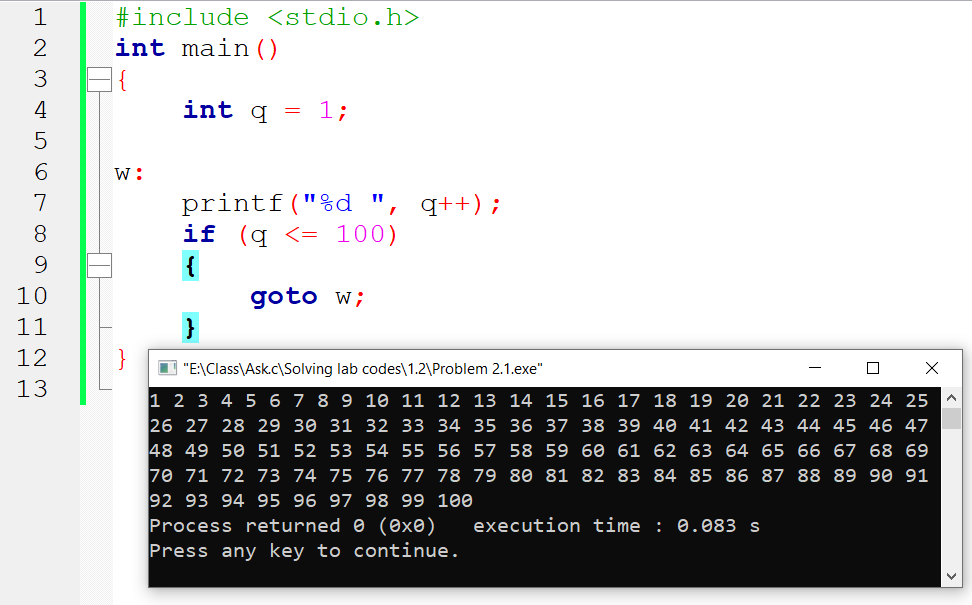 1 #include <stdio.h>
2 int main()
3 {
4 int q = 1;
5
6 w:
7 printf("%d ", q++);
8 if (q <= 100)
9 {
10 goto w;
11 }
12 }
13
"E:\Class\Ask.c\Solving lab codes\1.2\Problem 2.1.exe"
1 2 3 4 5 6 7 8 9 10 11 12 13 14 15 16 17 18 19 20 21 22 23 24 25
26 27 28 29 30 31 32 33 34 35 36 37 38 39 40 41 42 43 44 45 46 47
48 49 50 51 52 53 54 55 56 57 58 59 60 61 62 63 64 65 66 67 68 69
70 71 72 73 74 75 76 77 78 79 80 81 82 83 84 85 86 87 88 89 90 91
92 93 94 95 96 97 98 99 100
Process returned 0 (0x0)   execution time : 0.083 s
Press any key to continue.